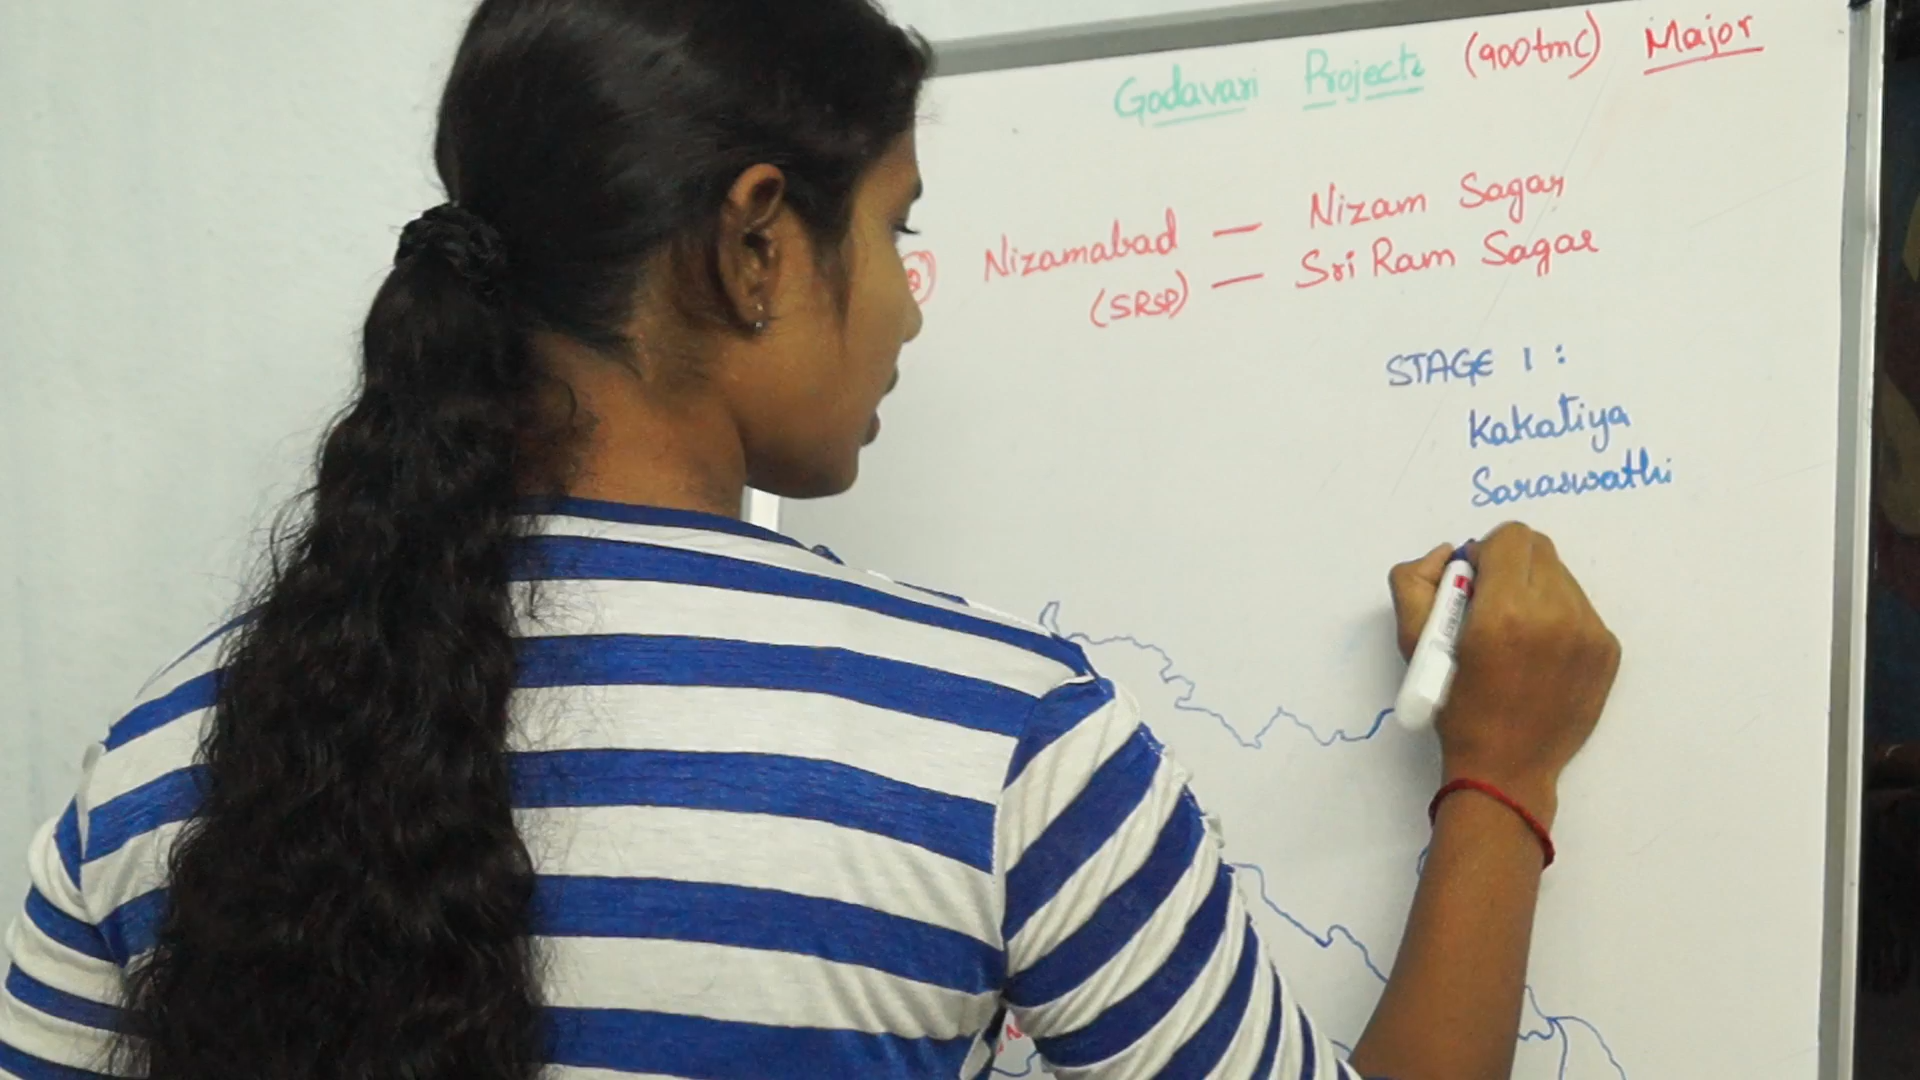 Godavari Projects (900tmc) Major
Nizamabad — Nizam Sagar
(SRSP) — Sri Ram Sagar
STAGE 1 :
Kakatiya
Saraswathi